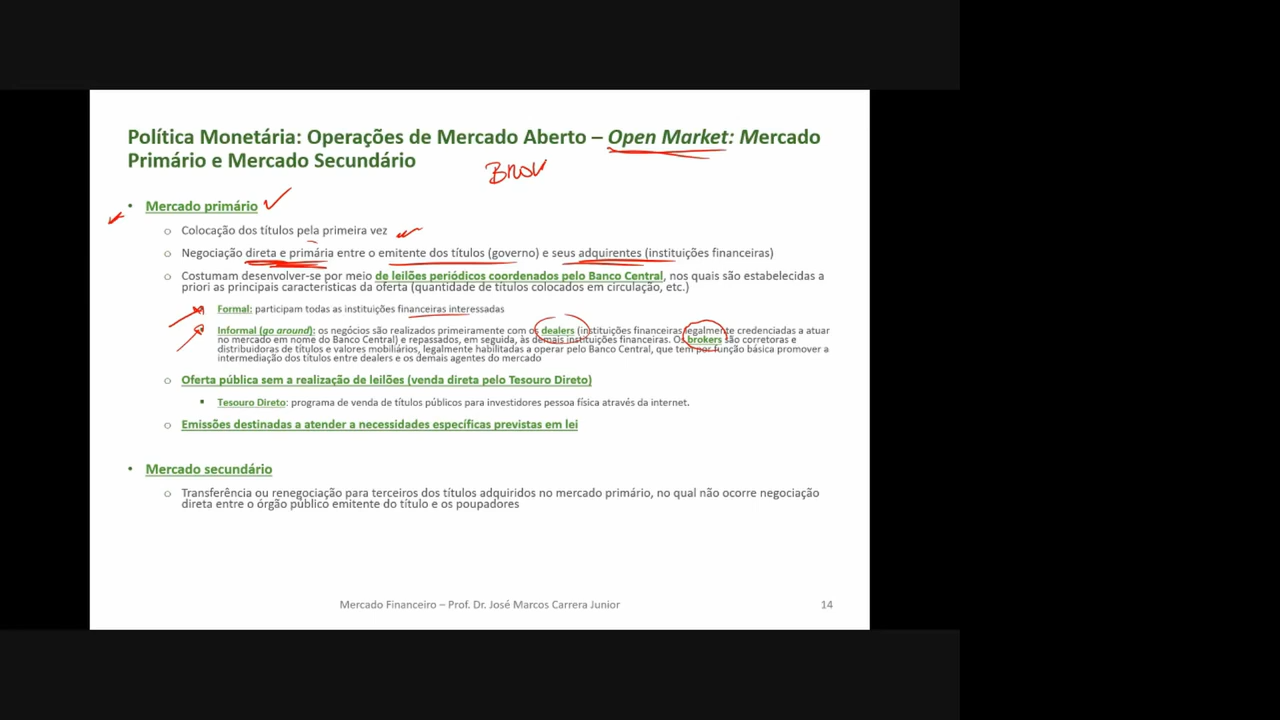 Política Monetária: Operações de Mercado Aberto – Open Market: Mercado
Primário e Mercado Secundário
• Mercado primário
o Colocação dos títulos pela primeira vez
o Negociação direta e primária entre o emitente dos títulos (governo) e seus adquirentes (instituições financeiras)
o Costumam desenvolver-se por meio de leilões periódicos coordenados pelo Banco Central, nos quais são estabelecidas a
priori as principais características da oferta (quantidade de títulos colocados em circulação, etc.)
▪ Formal: participam todas as instituições financeiras interessadas
▪ Informal (go around): os negócios são realizados primeiramente com os dealers (instituições financeiras legalmente credenciadas a atuar
no mercado em nome do Banco Central) e repassados, em seguida, às demais instituições financeiras. Os brokers são corretoras e
distribuidoras de títulos e valores mobiliários, legalmente habilitadas a operar pelo Banco Central, que tem por função básica promover a
intermediação dos títulos entre dealers e os demais agentes do mercado
o Oferta pública sem a realização de leilões (venda direta pelo Tesouro Direto)
▪ Tesouro Direto: programa de venda de títulos públicos para investidores pessoa física através da internet.
o Emissões destinadas a atender a necessidades específicas previstas em lei
• Mercado secundário
o Transferência ou renegociação para terceiros dos títulos adquiridos no mercado primário, no qual não ocorre negociação
direta entre o órgão público emitente do título e os poupadores
Mercado Financeiro – Prof. Dr. José Marcos Carrera Junior 14